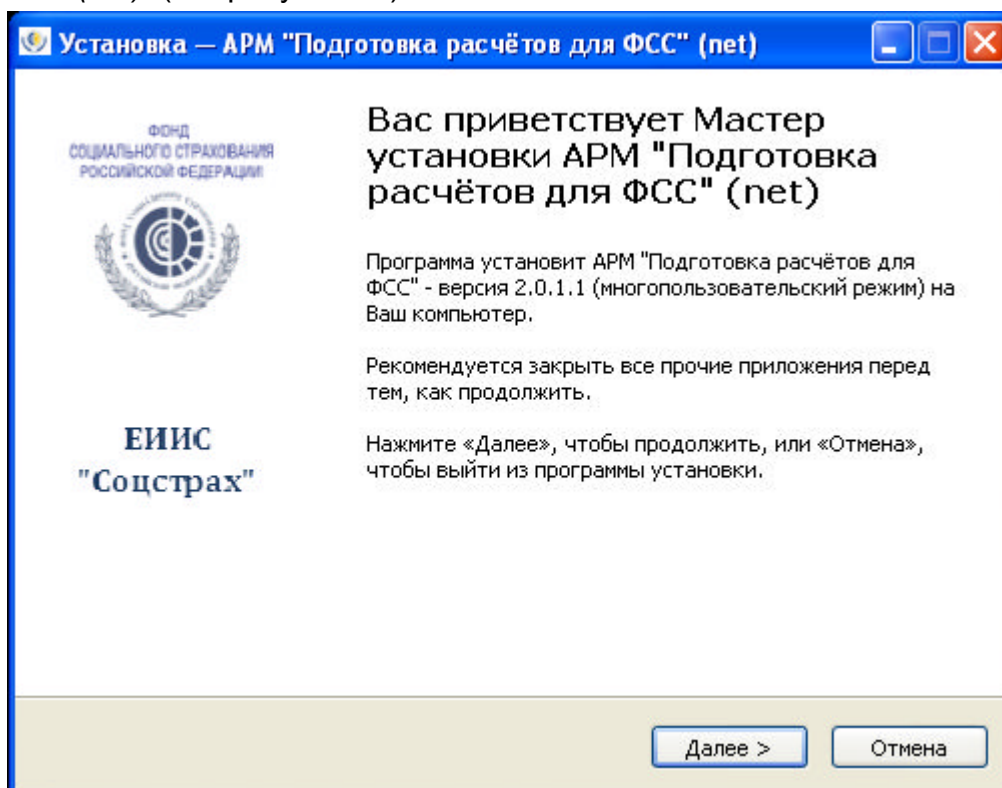 Установка — АРМ "Подготовка расчётов для ФСС" (net)
ФОНД
СОЦИАЛЬНОГО СТРАХОВАНИЯ
РОССИЙСКОЙ ФЕДЕРАЦИИ
Вас приветствует Мастер
установки АРМ "Подготовка
расчётов для ФСС" (net)
Программа установит АРМ "Подготовка расчётов для
ФСС" - версия 2.0.1.1 (многопользовательский режим) на
Ваш компьютер.
Рекомендуется закрыть все прочие приложения перед
тем, как продолжить.
Нажмите «Далее», чтобы продолжить, или «Отмена»,
чтобы выйти из программы установки.
ЕИИС
"Соцстрах"
Далее >
Отмена